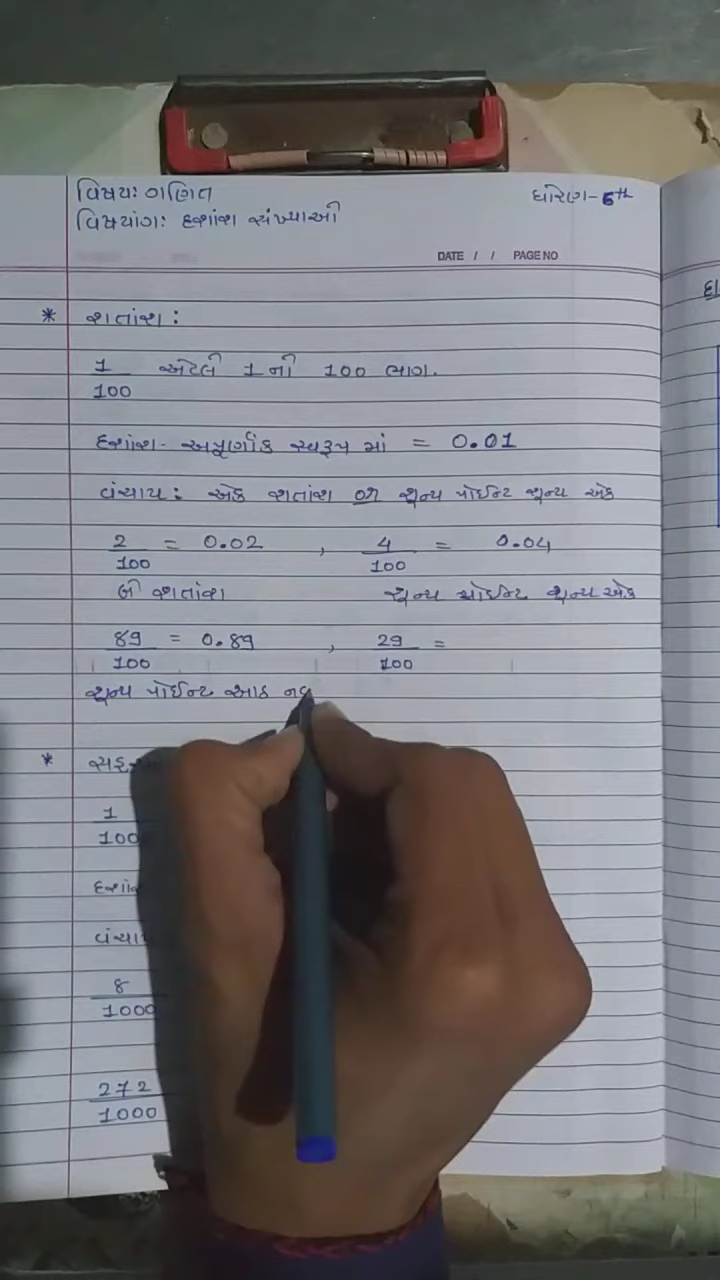 વિષય: ગણિત ધોરણ-5th
વિષયાંગ: દશાંશ સંખ્યાઓ
DATE / / PAGE NO
* શતાંશ :
1/100 એટલે 1 ની 100 ભાગ.
દશાંશ-અપૂર્ણાંક સ્વરૂપ માં = 0.01
વંચાય: એક શતાંશ શૂન્ય પોઈન્ટ શૂન્ય એક
2/100 = 0.02 , 4/100 = 0.04
બે શતાંશ શૂન્ય પોઈન્ટ શૂન્ય એક
89/100 = 0.89 , 29/100 =
શૂન્ય પોઈન્ટ આઠ નવ
*
1
100
દશાં
વંચાય
8/1000
272/1000